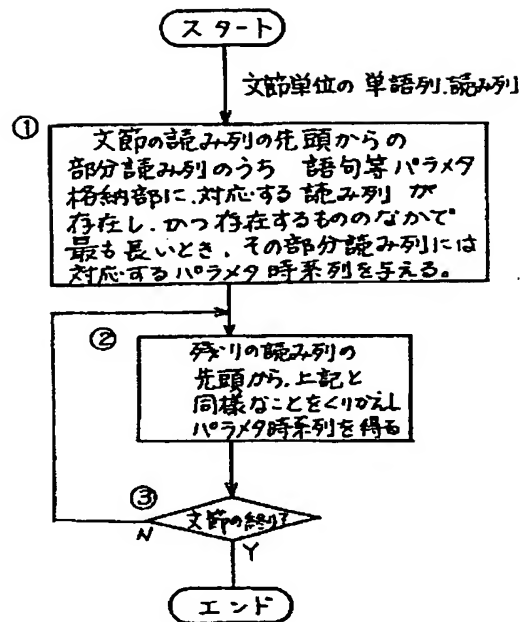 スタート
文節単位の単語列、読み列
①
文節の読み列の先頭からの
部分読み列のうち 語句等パラメタ
格納部に、対応する読み列が
存在し、かつ存在するもののなかで
最も長いとき、その部分読み列には
対応するパラメタ時系列を与える。
②
残りの読み列の
先頭から、上記と
同様なことをくりかえし
パラメタ時系列を得る
③
文節の終り?
N
Y
エンド